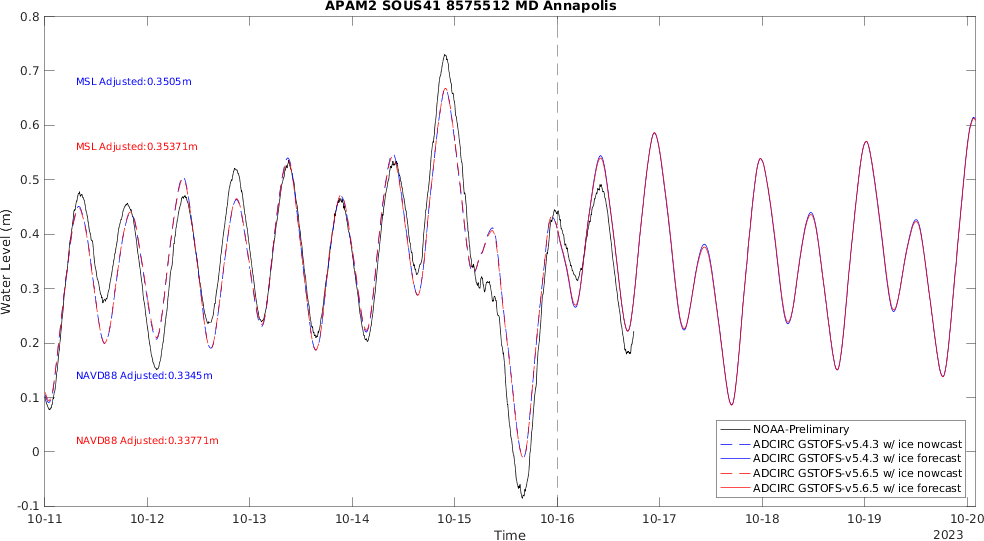 APAM2 SOUS41 8575512 MD Annapolis
0.8
0.7
0.6
0.5
0.4
0.3
0.2
0.1
0
-0.1
Water Level (m)
MSL Adjusted:0.3505m
MSL Adjusted:0.35371m
NAVD88 Adjusted:0.3345m
NAVD88 Adjusted:0.33771m
NOAA-Preliminary
ADCIRC GSTOFS-v5.4.3 w/ ice nowcast
ADCIRC GSTOFS-v5.4.3 w/ ice forecast
ADCIRC GSTOFS-v5.6.5 w/ ice nowcast
ADCIRC GSTOFS-v5.6.5 w/ ice forecast
10-11 10-12 10-13 10-14 10-15 10-16 10-17 10-18 10-19 10-20
Time
2023